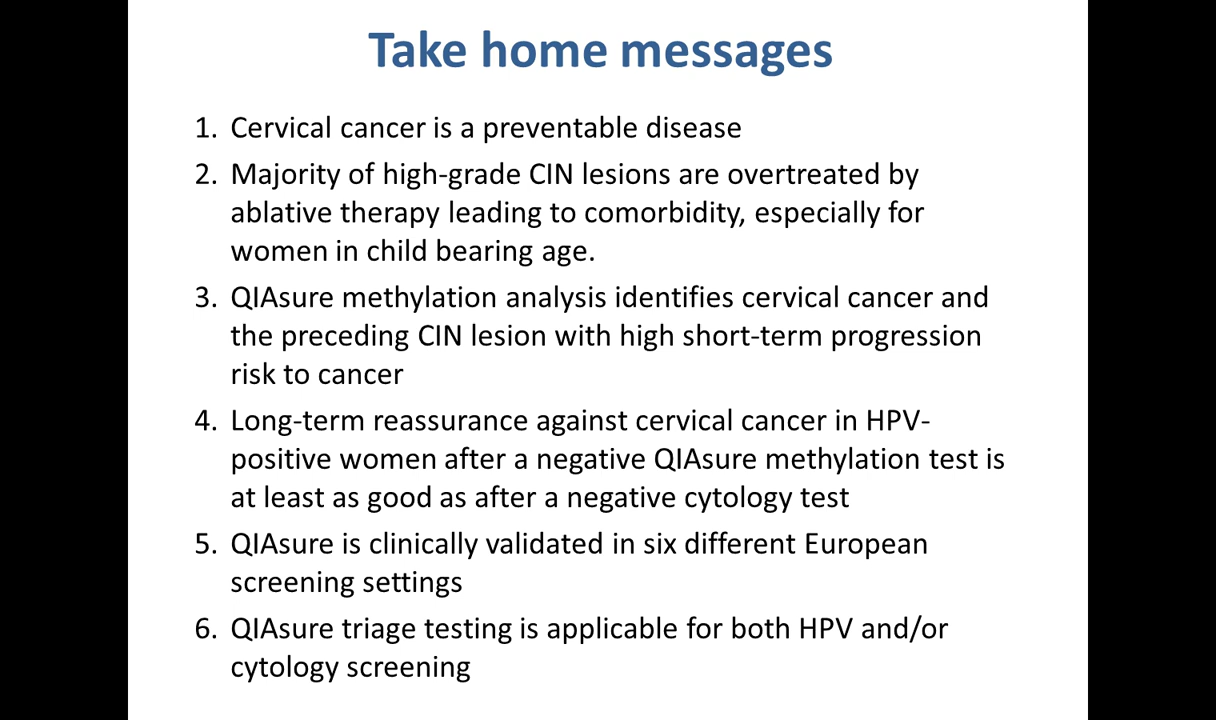 Take home messages
1. Cervical cancer is a preventable disease
2. Majority of high-grade CIN lesions are overtreated by
ablative therapy leading to comorbidity, especially for
women in child bearing age.
3. QIAsure methylation analysis identifies cervical cancer and
the preceding CIN lesion with high short-term progression
risk to cancer
4. Long-term reassurance against cervical cancer in HPV-
positive women after a negative QIAsure methylation test is
at least as good as after a negative cytology test
5. QIAsure is clinically validated in six different European
screening settings
6. QIAsure triage testing is applicable for both HPV and/or
cytology screening